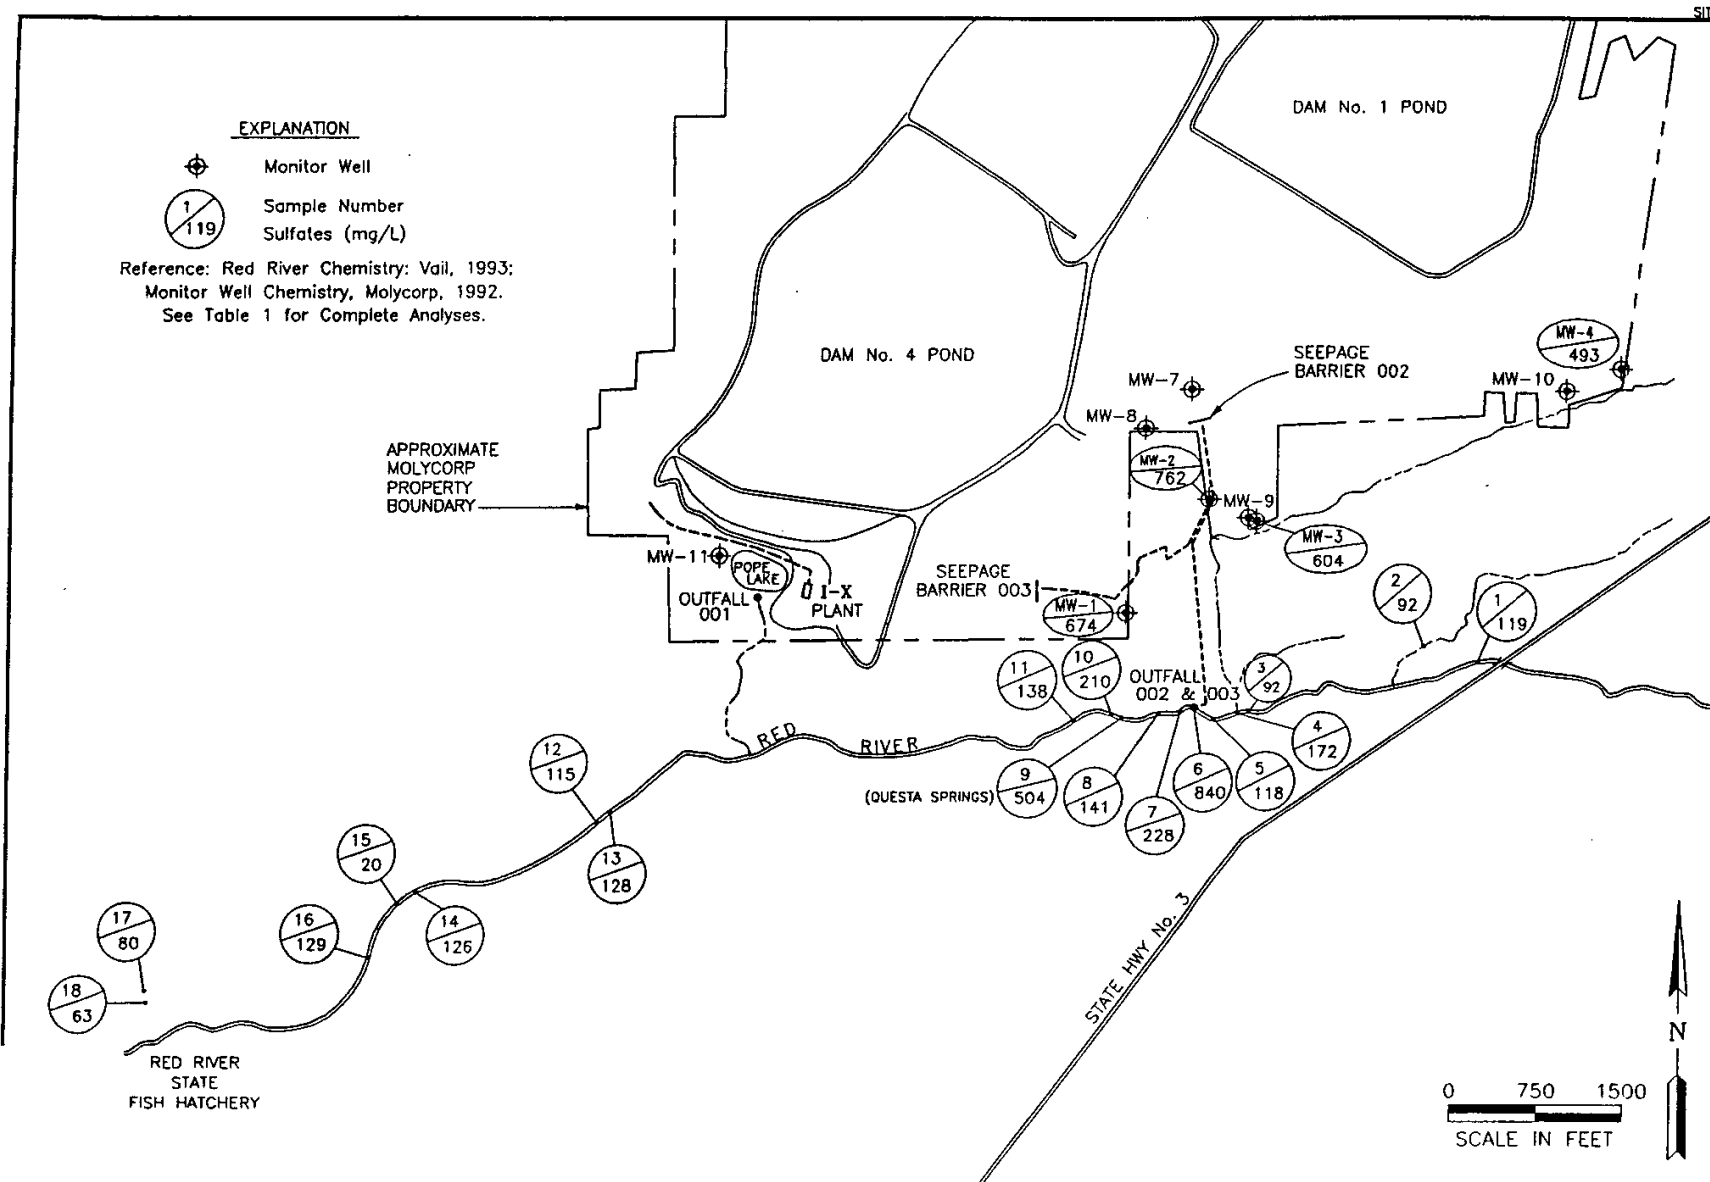 SIT
EXPLANATION
Monitor Well
1
119
Sample Number
Sulfates (mg/L)
Reference: Red River Chemistry: Vail, 1993;
Monitor Well Chemistry, Molycorp, 1992.
See Table 1 for Complete Analyses.
DAM No. 1 POND
DAM No. 4 POND
SEEPAGE
BARRIER 002
MW-4
493
MW-10
MW-7
MW-8
MW-2
762
MW-9
MW-3
604
APPROXIMATE
MOLYCORP
PROPERTY
BOUNDARY
MW-11
POPE
LAKE
OUTFALL
001
I-X
PLANT
SEEPAGE
BARRIER 003
MW-1
674
2
92
1
119
11
138
10
210
OUTFALL
002 & 003
3
92
4
172
RED RIVER
12
115
(QUESTA SPRINGS)
9
504
8
141
7
228
6
840
5
118
15
20
13
128
17
80
16
129
14
126
18
63
STATE HWY No. 3
RED RIVER
STATE
FISH HATCHERY
N
0 750 1500
SCALE IN FEET